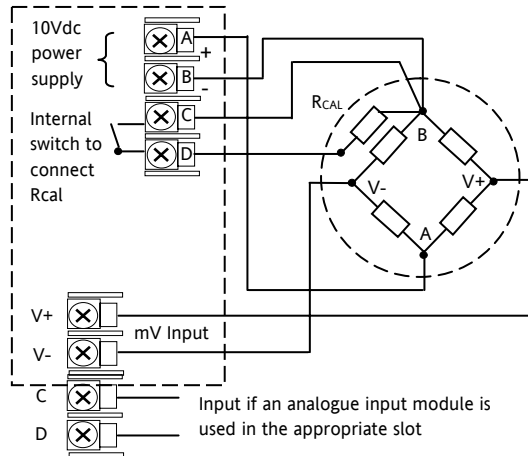 10Vdc
power
supply
A
+
B
-
C
D
Internal
switch to
connect
Rcal
RCAL
B
V-
V+
A
V+
V-
mV Input
C
D
Input if an analogue input module is
used in the appropriate slot